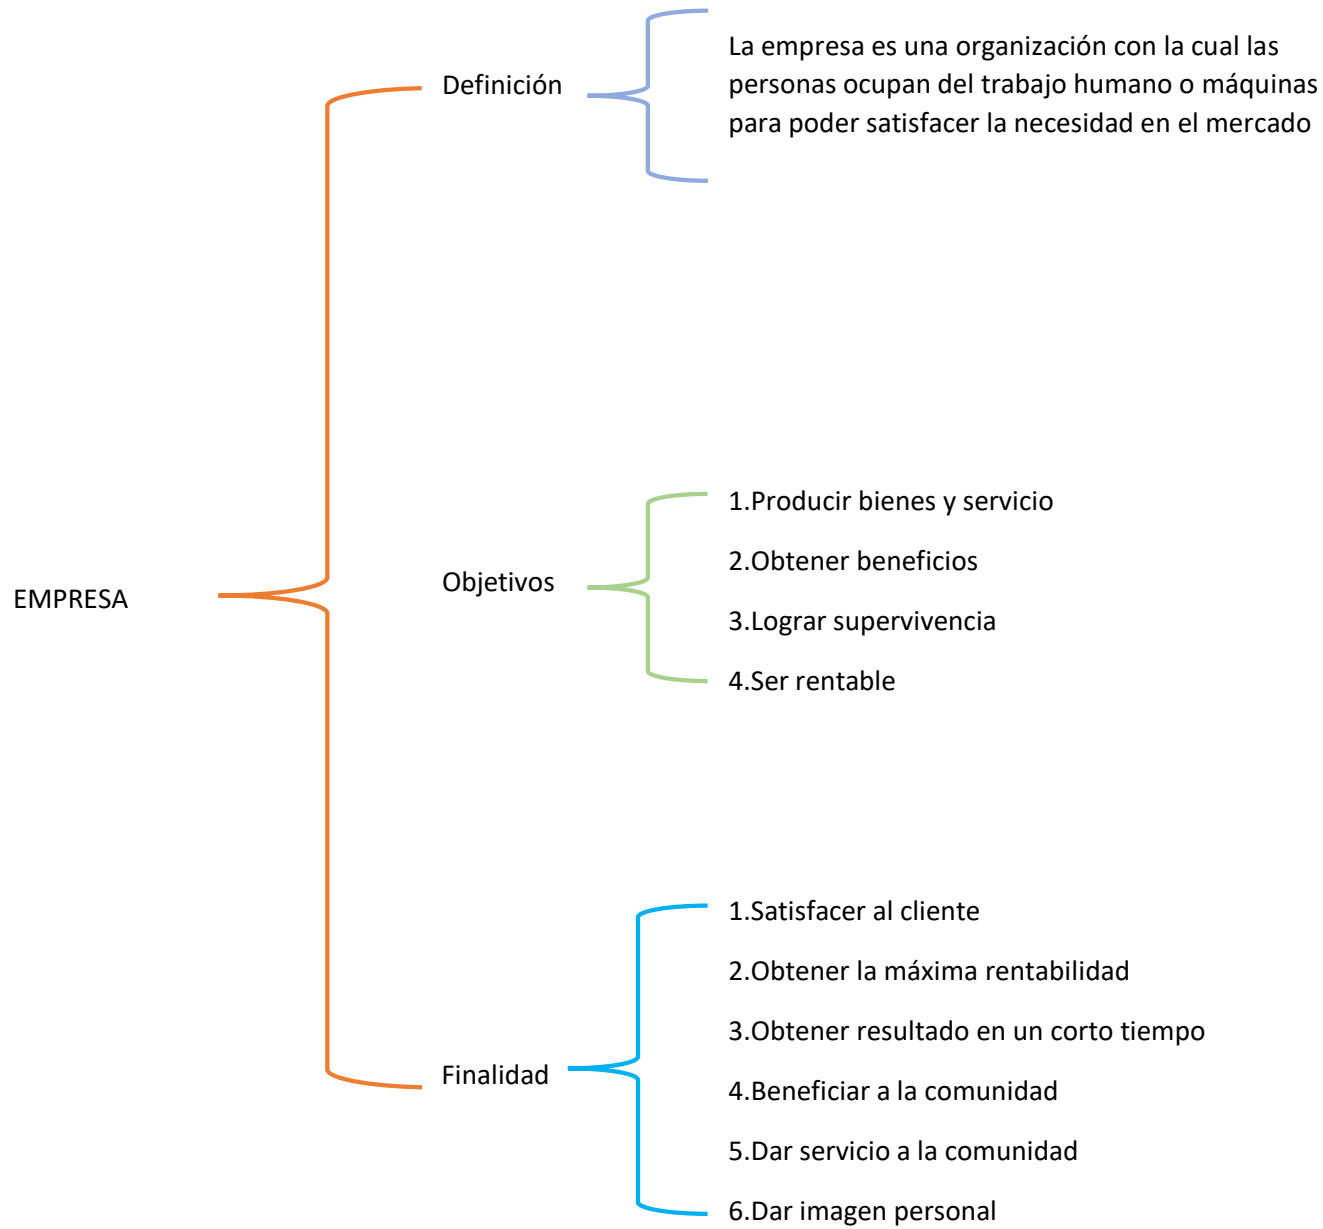 EMPRESA
Definición
La empresa es una organización con la cual las
personas ocupan del trabajo humano o máquinas
para poder satisfacer la necesidad en el mercado
Objetivos
1.Producir bienes y servicio
2.Obtener beneficios
3.Lograr supervivencia
4.Ser rentable
Finalidad
1.Satisfacer al cliente
2.Obtener la máxima rentabilidad
3.Obtener resultado en un corto tiempo
4.Beneficiar a la comunidad
5.Dar servicio a la comunidad
6.Dar imagen personal